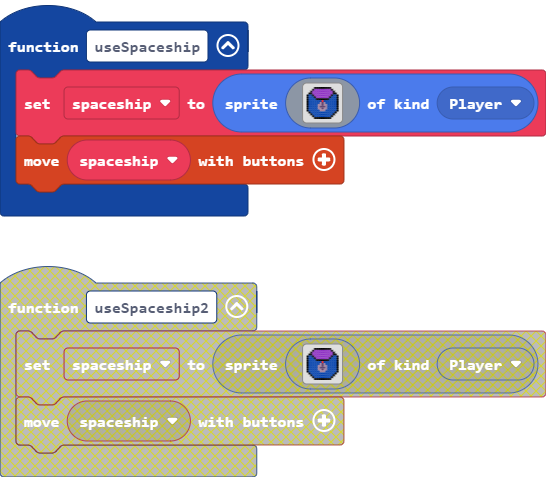 function useSpaceship
set spaceship to sprite of kind Player
move spaceship with buttons
function useSpaceship2
set spaceship to sprite of kind Player
move spaceship with buttons